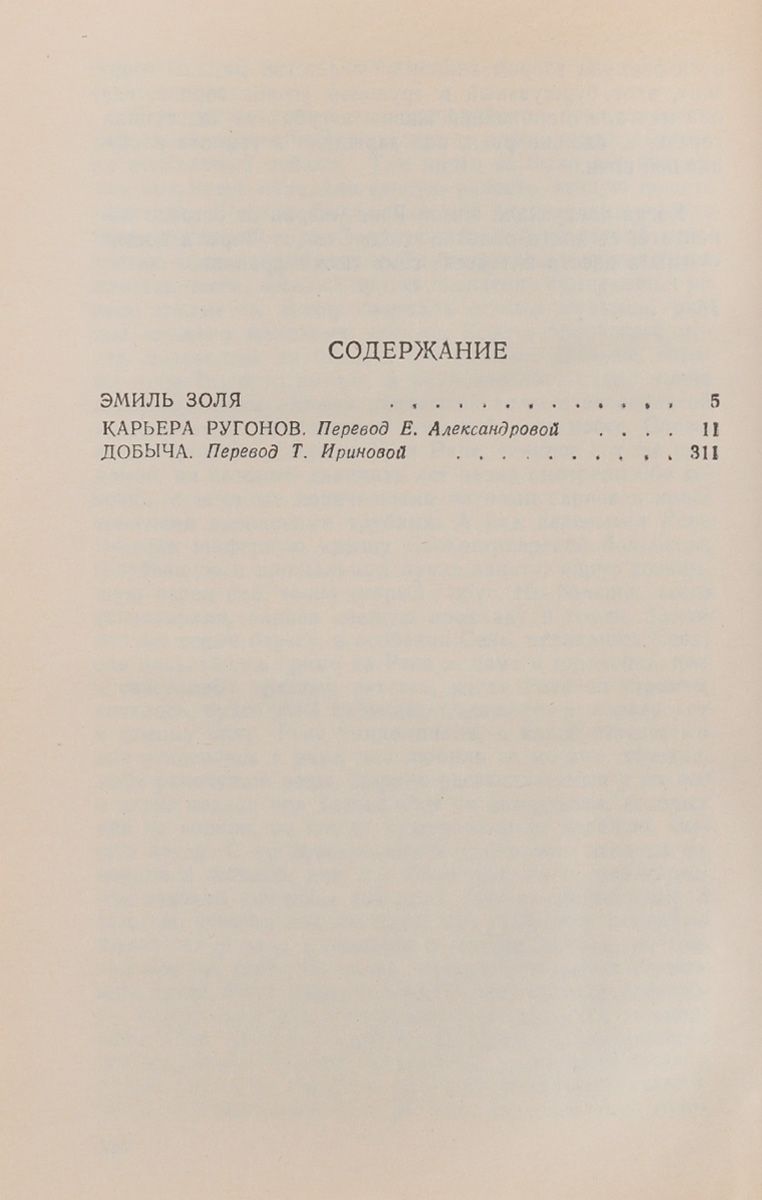 СОДЕРЖАНИЕ
ЭМИЛЬ ЗОЛЯ . . . . . . . . . . . . . 5
КАРЬЕРА РУГОНОВ. Перевод Е. Александровой . . . . 11
ДОБЫЧА. Перевод Т. Ириновой . . . . . . . . . 311